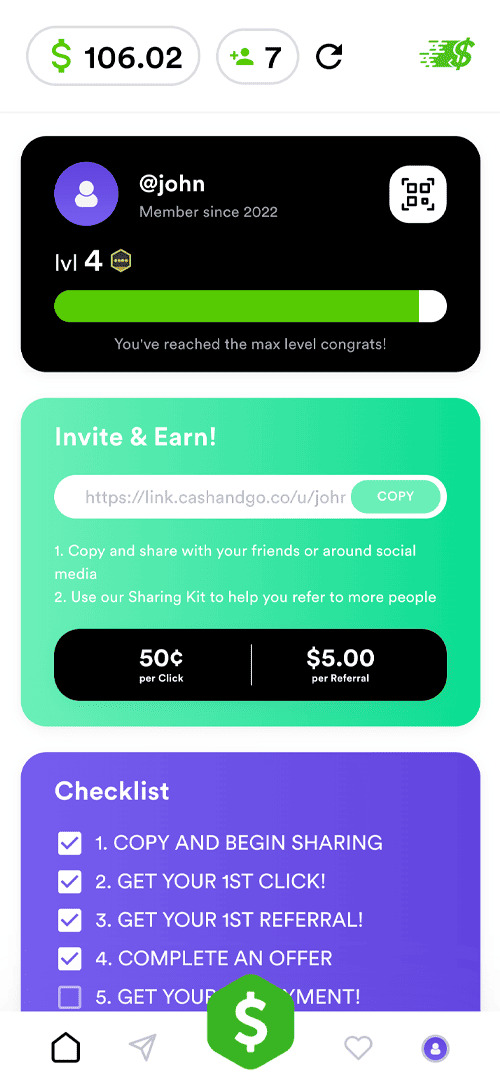 $ 106.02 7
$
@john
Member since 2022
lvl 4
You've reached the max level congrats!
Invite & Earn!
https://link.cashandgo.co/u/johr COPY
1. Copy and share with your friends or around social
media
2. Use our Sharing Kit to help you refer to more people
50¢ $5.00
per Click per Referral
Checklist
1. COPY AND BEGIN SHARING
2. GET YOUR 1ST CLICK!
3. GET YOUR 1ST REFERRAL!
4. COMPLETE AN OFFER
5. GET YOUR YMENT!
$